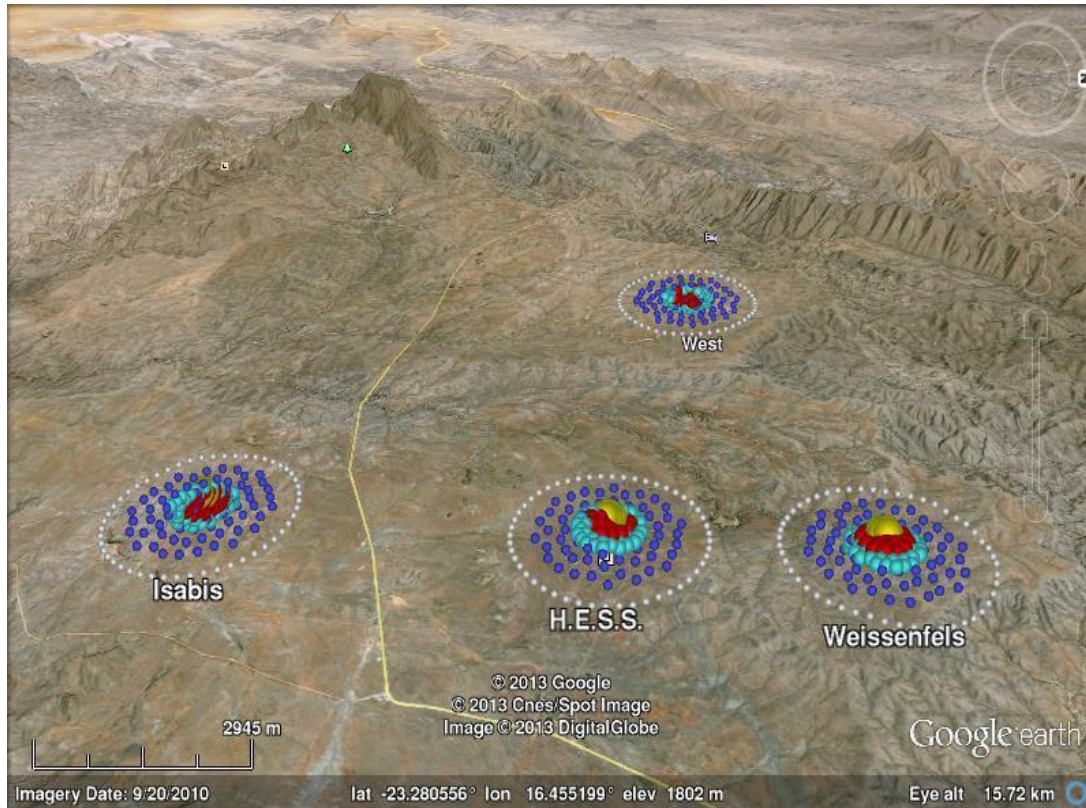 West
Isabis
H.E.S.S.
Weissenfels
© 2013 Google
© 2013 Cnes/Spot Image
Image © 2013 DigitalGlobe
2945 m
Google earth
Imagery Date: 9/20/2010
lat -23.280556° lon 16.455199° elev 1802 m
Eye alt 15.72 km